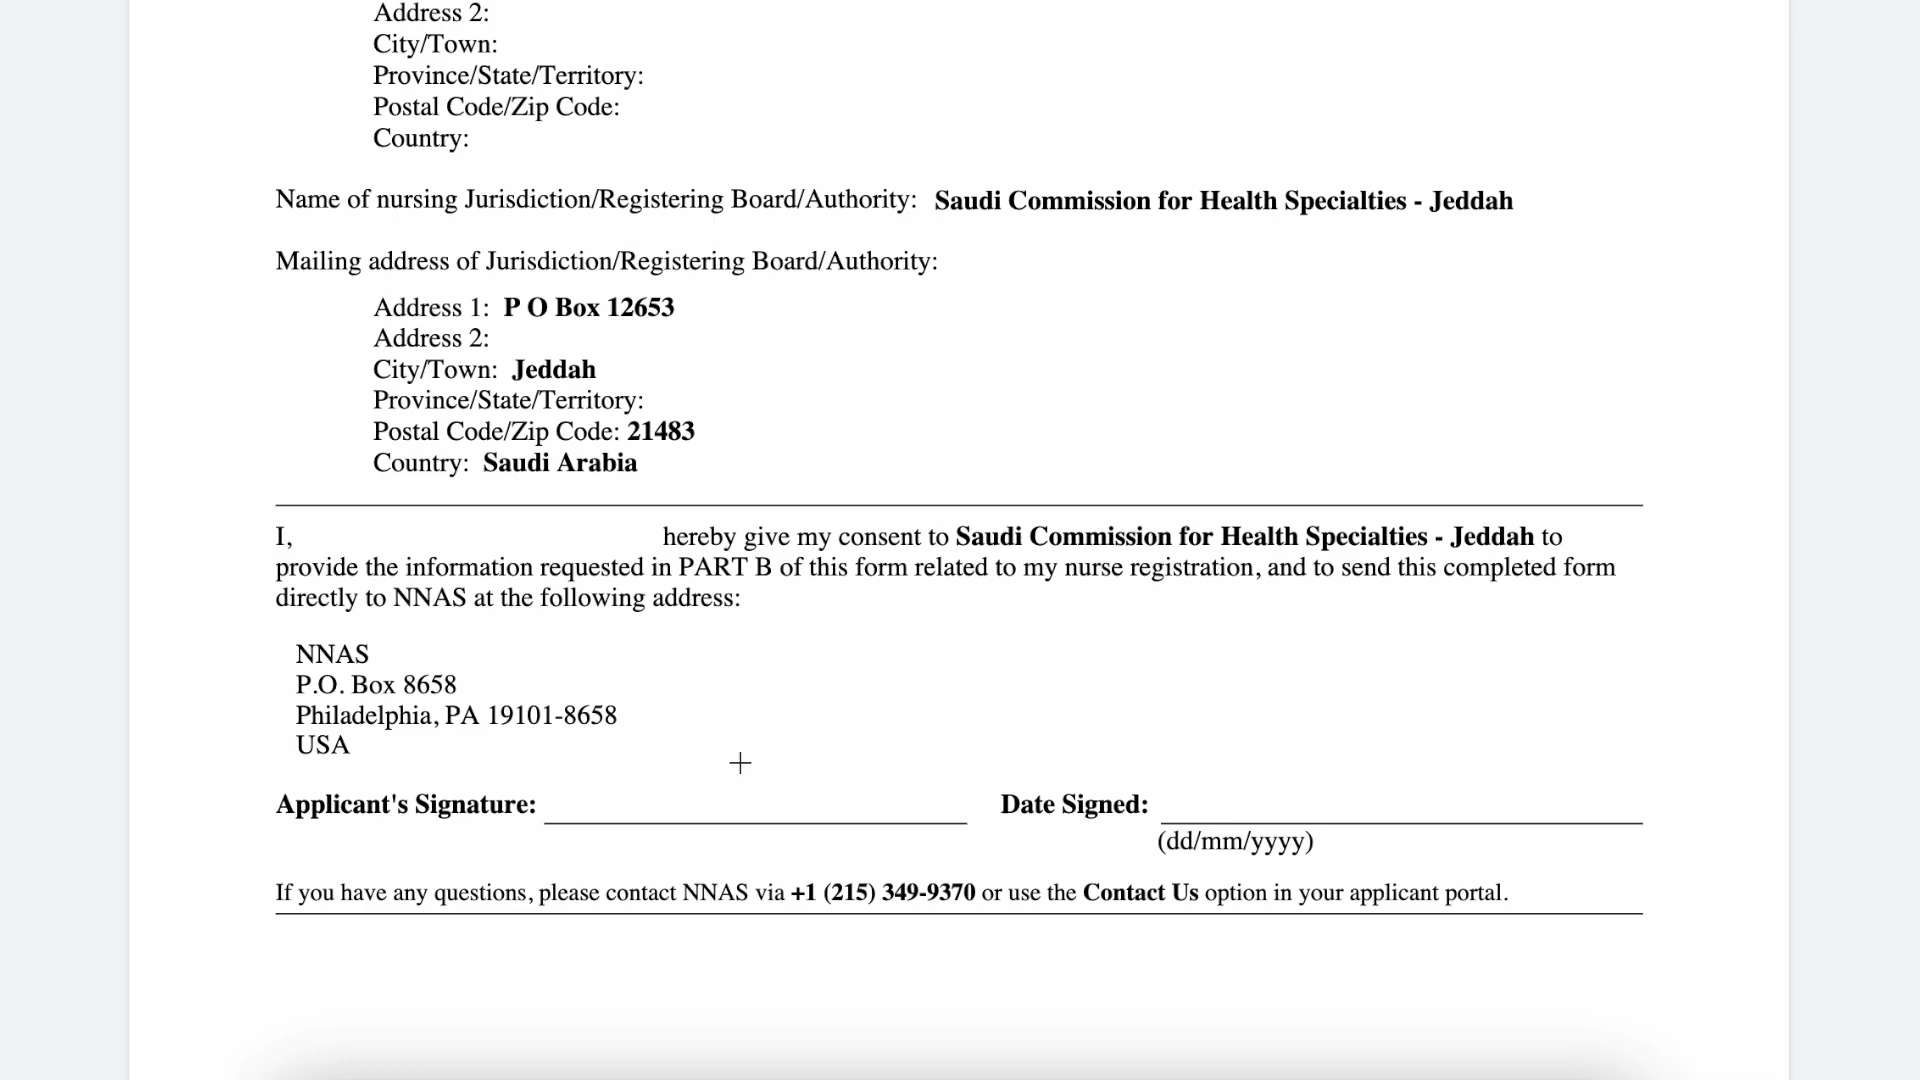 Address 2:
City/Town:
Province/State/Territory:
Postal Code/Zip Code:
Country:
Name of nursing Jurisdiction/Registering Board/Authority: Saudi Commission for Health Specialties - Jeddah
Mailing address of Jurisdiction/Registering Board/Authority:
Address 1: P O Box 12653
Address 2:
City/Town: Jeddah
Province/State/Territory:
Postal Code/Zip Code: 21483
Country: Saudi Arabia
I, hereby give my consent to Saudi Commission for Health Specialties - Jeddah to
provide the information requested in PART B of this form related to my nurse registration, and to send this completed form
directly to NNAS at the following address:
NNAS
P.O. Box 8658
Philadelphia, PA 19101-8658
USA
Applicant's Signature: Date Signed:
(dd/mm/yyyy)
If you have any questions, please contact NNAS via +1 (215) 349-9370 or use the Contact Us option in your applicant portal.